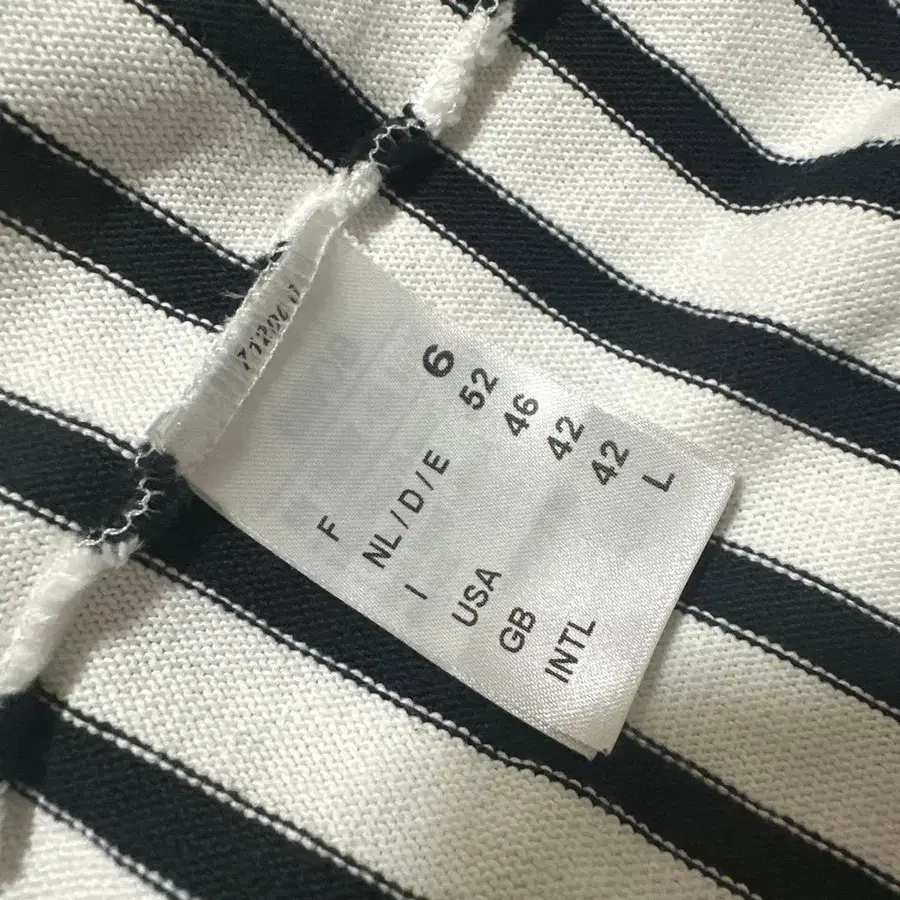 F 6
NL/D/E 52
I 46
USA 42
GB 42
INTL L